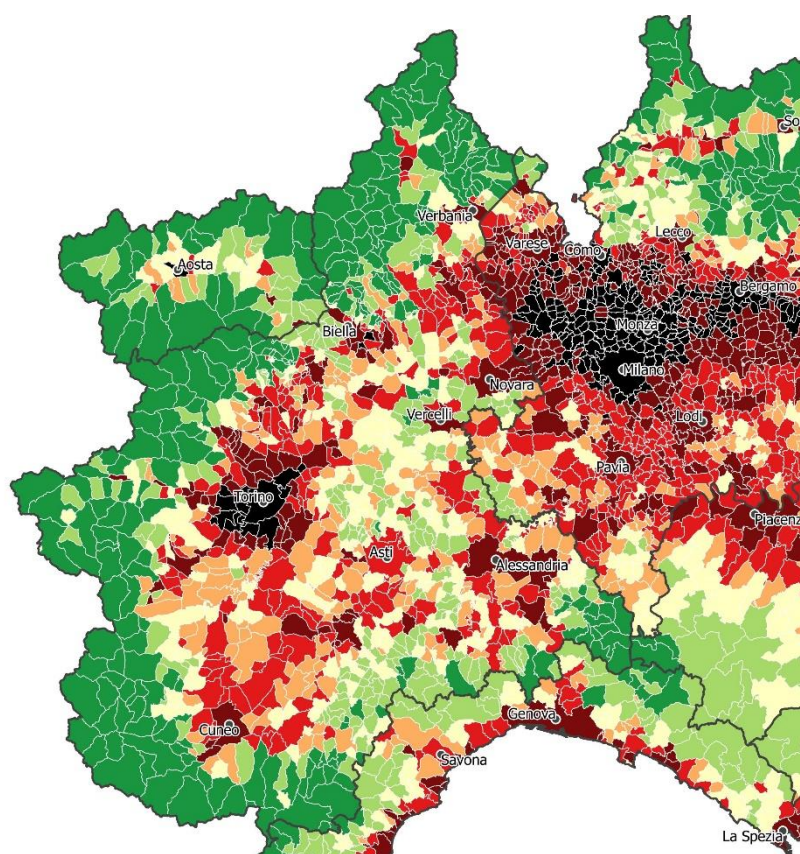 So
Verbania
Lecco
Varese
Como
Aosta
Bergamo
Biella
Monza
Milano
Novara
Vercelli
Lodi
Pavia
Torino
Piacenz
Asti
Alessandria
Genova
Cuneo
Savona
La Spezia